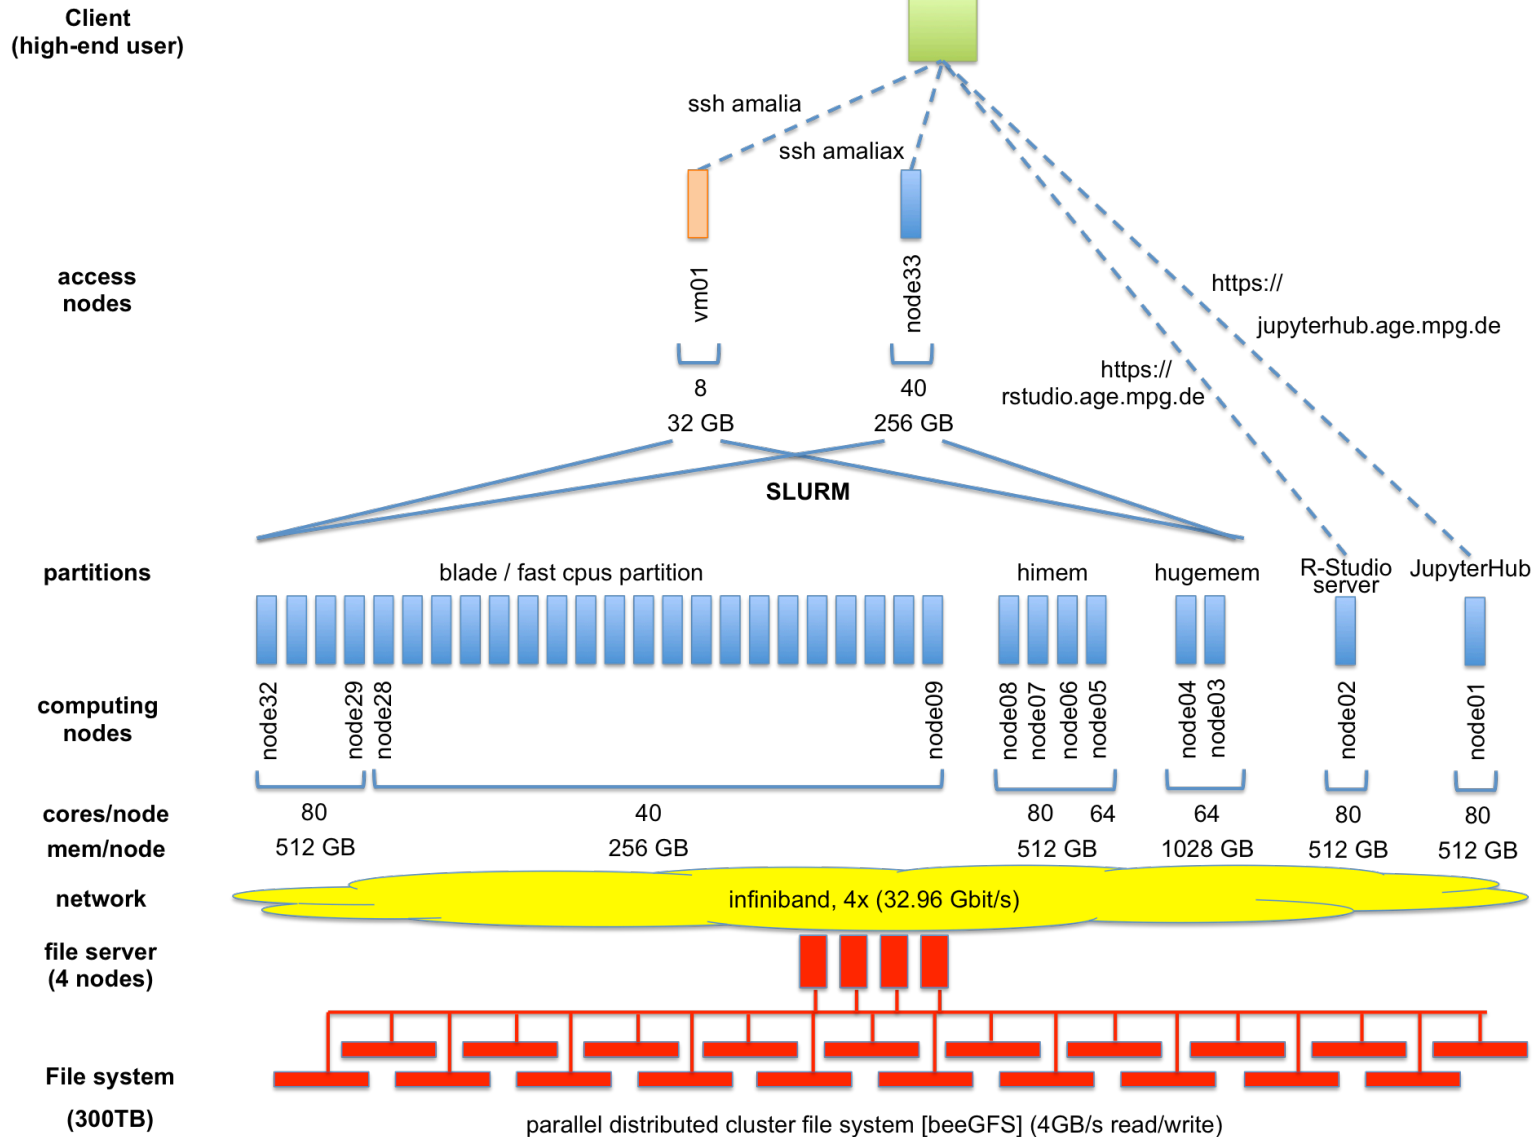 Client
(high-end user)
ssh amalia
ssh amaliax
access
nodes
vm01
node33
https://
jupyterhub.age.mpg.de
https://
rstudio.age.mpg.de
8
40
32 GB
256 GB
SLURM
partitions
blade / fast cpus partition
himem
hugemem
R-Studio
server
JupyterHub
computing
nodes
node32
node29
node28
node09
node08
node07
node06
node05
node04
node03
node02
node01
cores/node
80
40
80
64
64
80
80
mem/node
512 GB
256 GB
512 GB
1028 GB
512 GB
512 GB
network
infiniband, 4x (32.96 Gbit/s)
file server
(4 nodes)
File system
(300TB)
parallel distributed cluster file system [beeGFS] (4GB/s read/write)